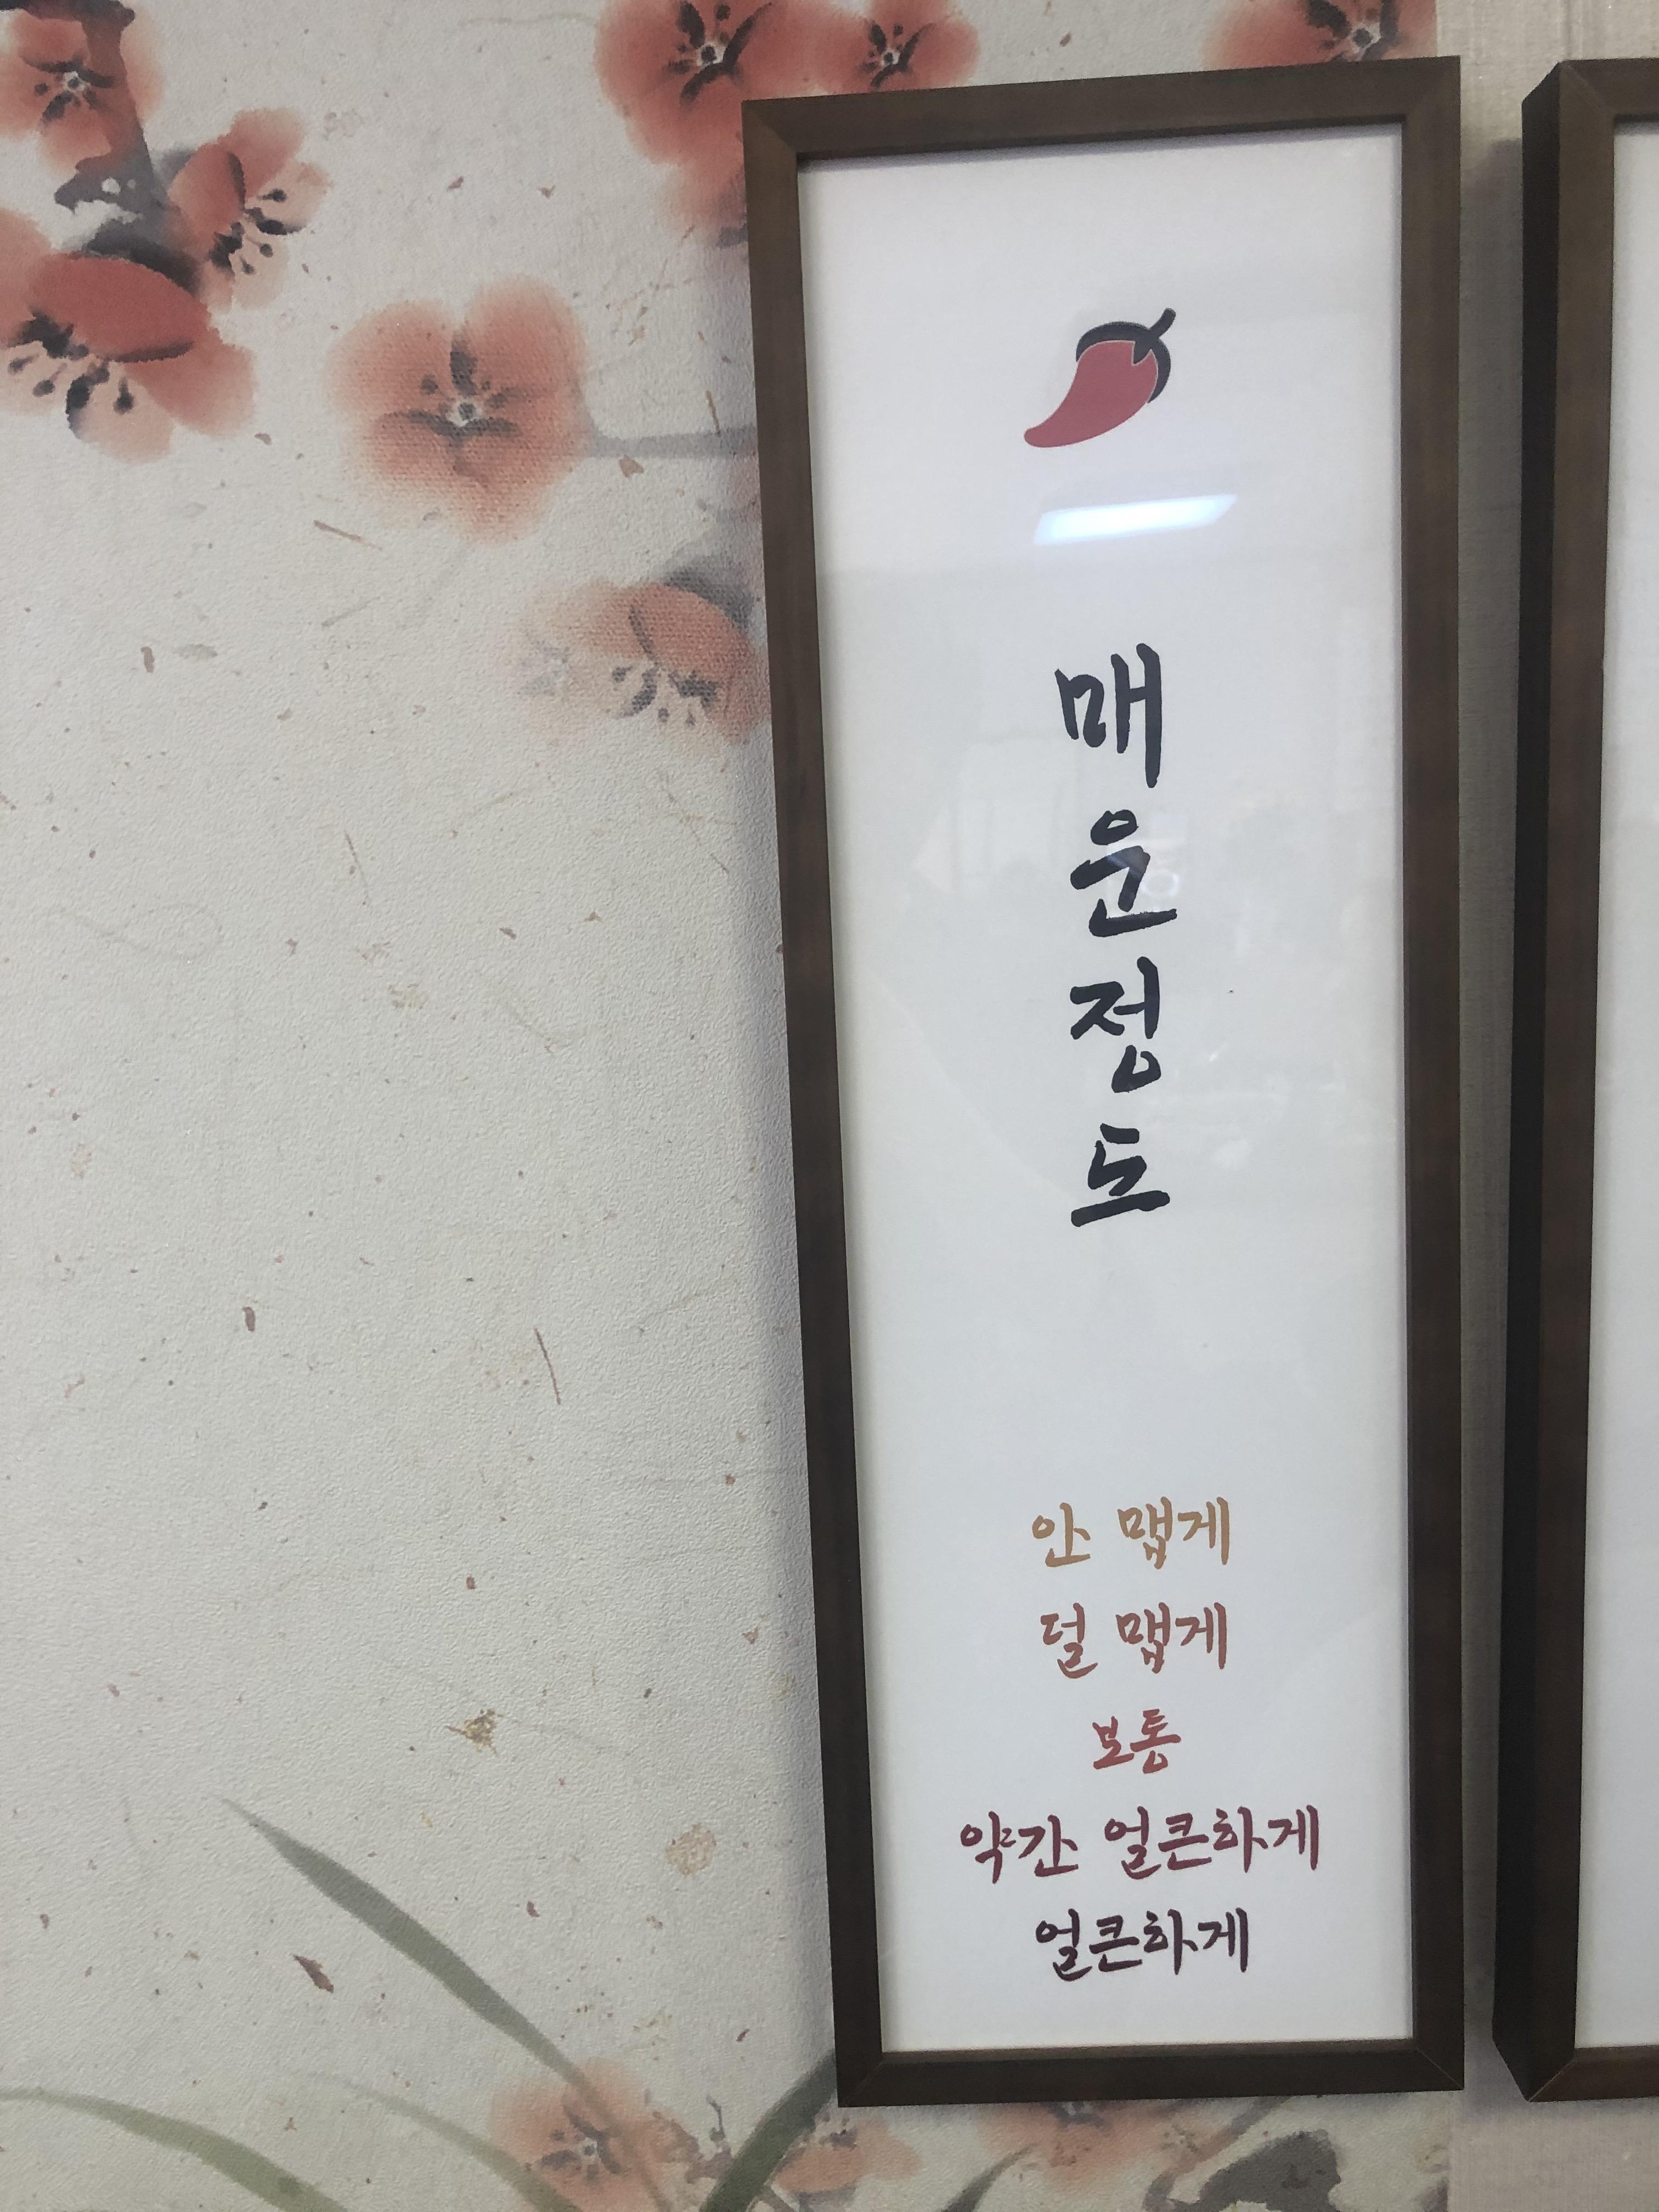 매운정도
안 맵게
덜 맵게
보통
약간 얼큰하게
얼큰하게